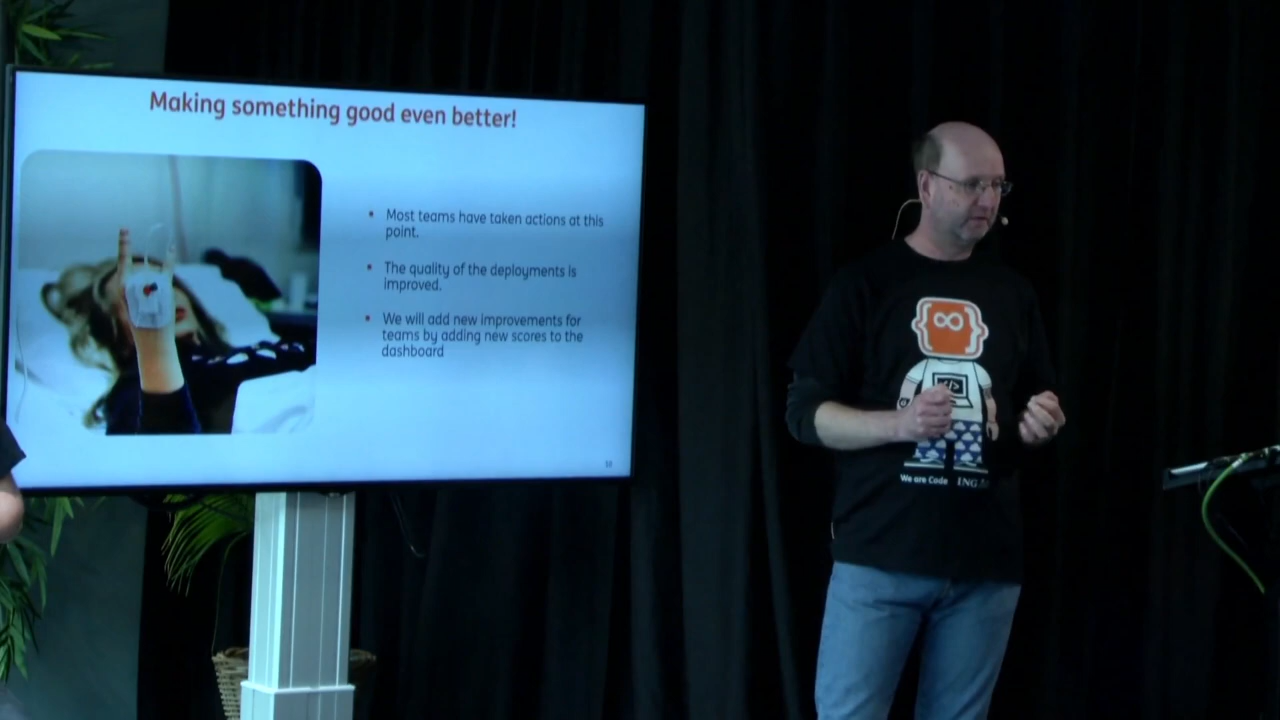 Making something good even better!
Most teams have taken actions at this
point.
The quality of the deployments is
improved.
We will add new improvements for
teams by adding new scores to the
dashboard
</>
We are Code
ING